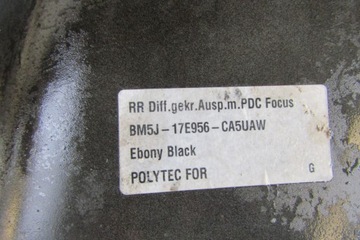 RR Diff.gekr.Ausp.m.PDC Focus
BM5J-17E956-CA5UAW
Ebony Black
POLYTEC FOR G